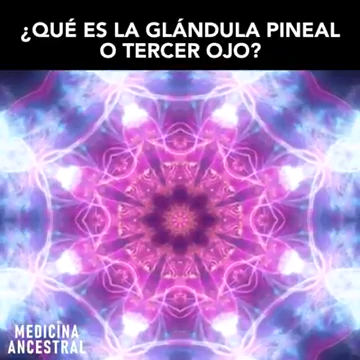 ¿QUÉ ES LA GLÁNDULA PINEAL
O TERCER OJO?
MEDICINA
ANCESTRAL